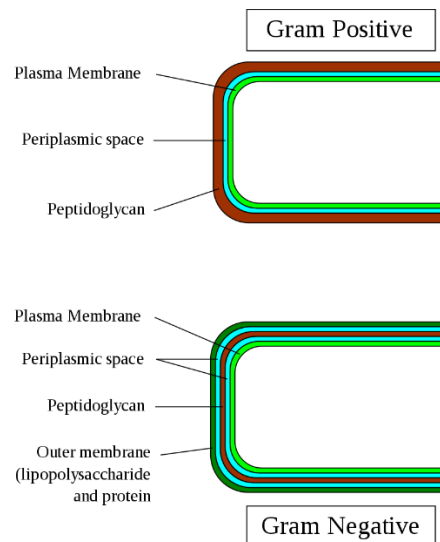 Gram Positive
Plasma Membrane
Periplasmic space
Peptidoglycan
Plasma Membrane
Periplasmic space
Peptidoglycan
Outer membrane
(lipopolysaccharide
and protein
Gram Negative